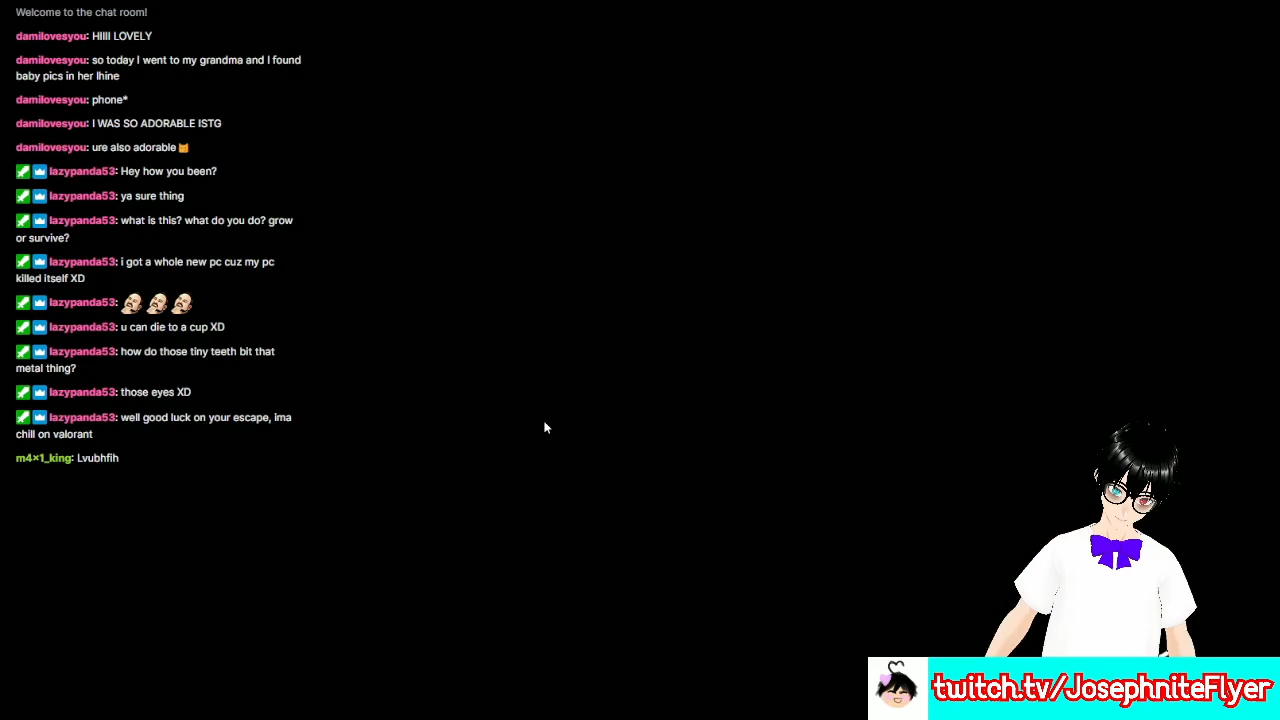 Welcome to the chat room!
damilovesyou: HIIII LOVELY
damilovesyou: so today I went to my grandma and I found
baby pics in her lhine
damilovesyou: phone*
damilovesyou: I WAS SO ADORABLE ISTG
damilovesyou: ure also adorable
lazypanda53: Hey how you been?
lazypanda53: ya sure thing
lazypanda53: what is this? what do you do? grow
or survive?
lazypanda53: i got a whole new pc cuz my pc
killed itself XD
lazypanda53:
lazypanda53: u can die to a cup XD
lazypanda53: how do those tiny teeth bit that
metal thing?
lazypanda53: those eyes XD
lazypanda53: well good luck on your escape, ima
chill on valorant
m4x1_king: Lvubhfih
twitch.tv/JosephniteFlyer